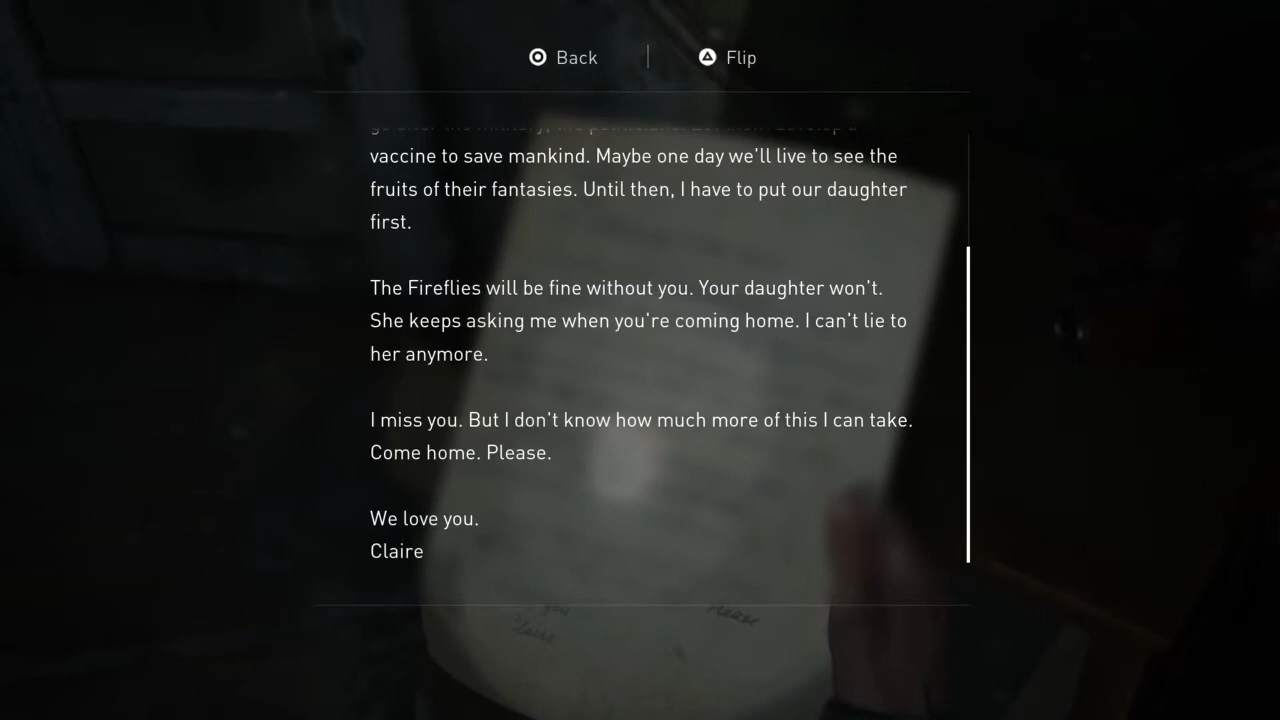 Back
Flip
vaccine to save mankind. Maybe one day we'll live to see the
fruits of their fantasies. Until then, I have to put our daughter
first.
The Fireflies will be fine without you. Your daughter won't.
She keeps asking me when you're coming home. I can't lie to
her anymore.
I miss you. But I don't know how much more of this I can take.
Come home. Please.
We love you.
Claire
you
Please
Claire